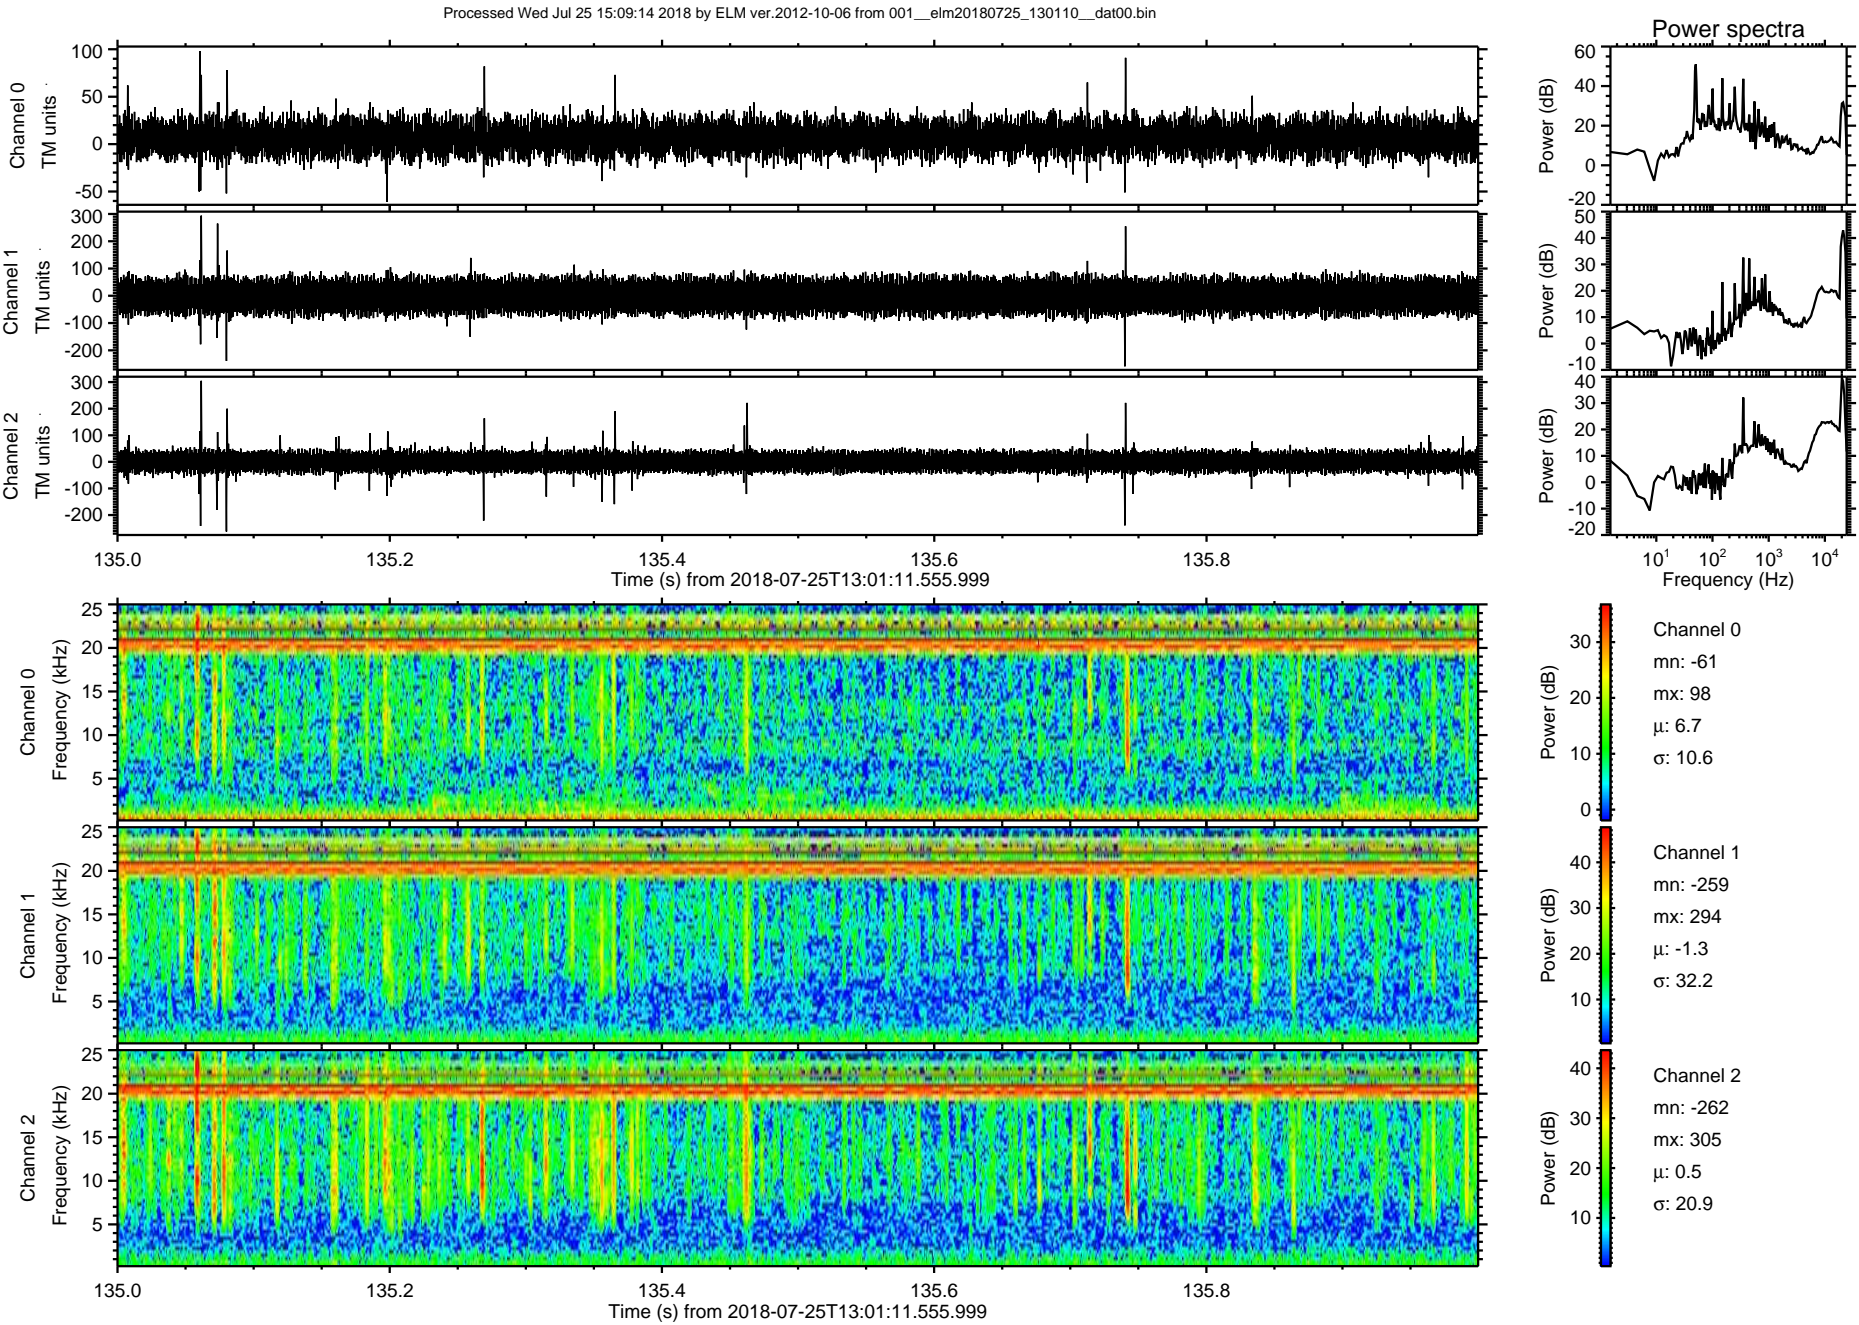 Processed Wed Jul 25 15:09:14 2018 by ELM ver.2012-10-06 from 001__elm20180725_130110__dat00.bin
Power spectra
Channel 0
TM units
100
50
0
-50
Power (dB)
60
40
20
0
-20
Channel 1
TM units
300
200
100
0
-100
-200
Power (dB)
50
40
30
20
10
0
-10
Channel 2
TM units
300
200
100
0
-100
-200
Power (dB)
40
30
20
10
0
-10
-20
135.0 135.2 135.4 135.6 135.8
Time (s) from 2018-07-25T13:01:11.555.999
10¹ 10² 10³ 10⁴
Frequency (Hz)
Channel 0
Frequency (kHz)
25
20
15
10
5
Power (dB)
30
20
10
0
Channel 0
mn: -61
mx: 98
µ: 6.7
σ: 10.6
Channel 1
Frequency (kHz)
25
20
15
10
5
Power (dB)
40
30
20
10
Channel 1
mn: -259
mx: 294
µ: -1.3
σ: 32.2
Channel 2
Frequency (kHz)
25
20
15
10
5
Power (dB)
40
30
20
10
Channel 2
mn: -262
mx: 305
µ: 0.5
σ: 20.9
135.0 135.2 135.4 135.6 135.8
Time (s) from 2018-07-25T13:01:11.555.999